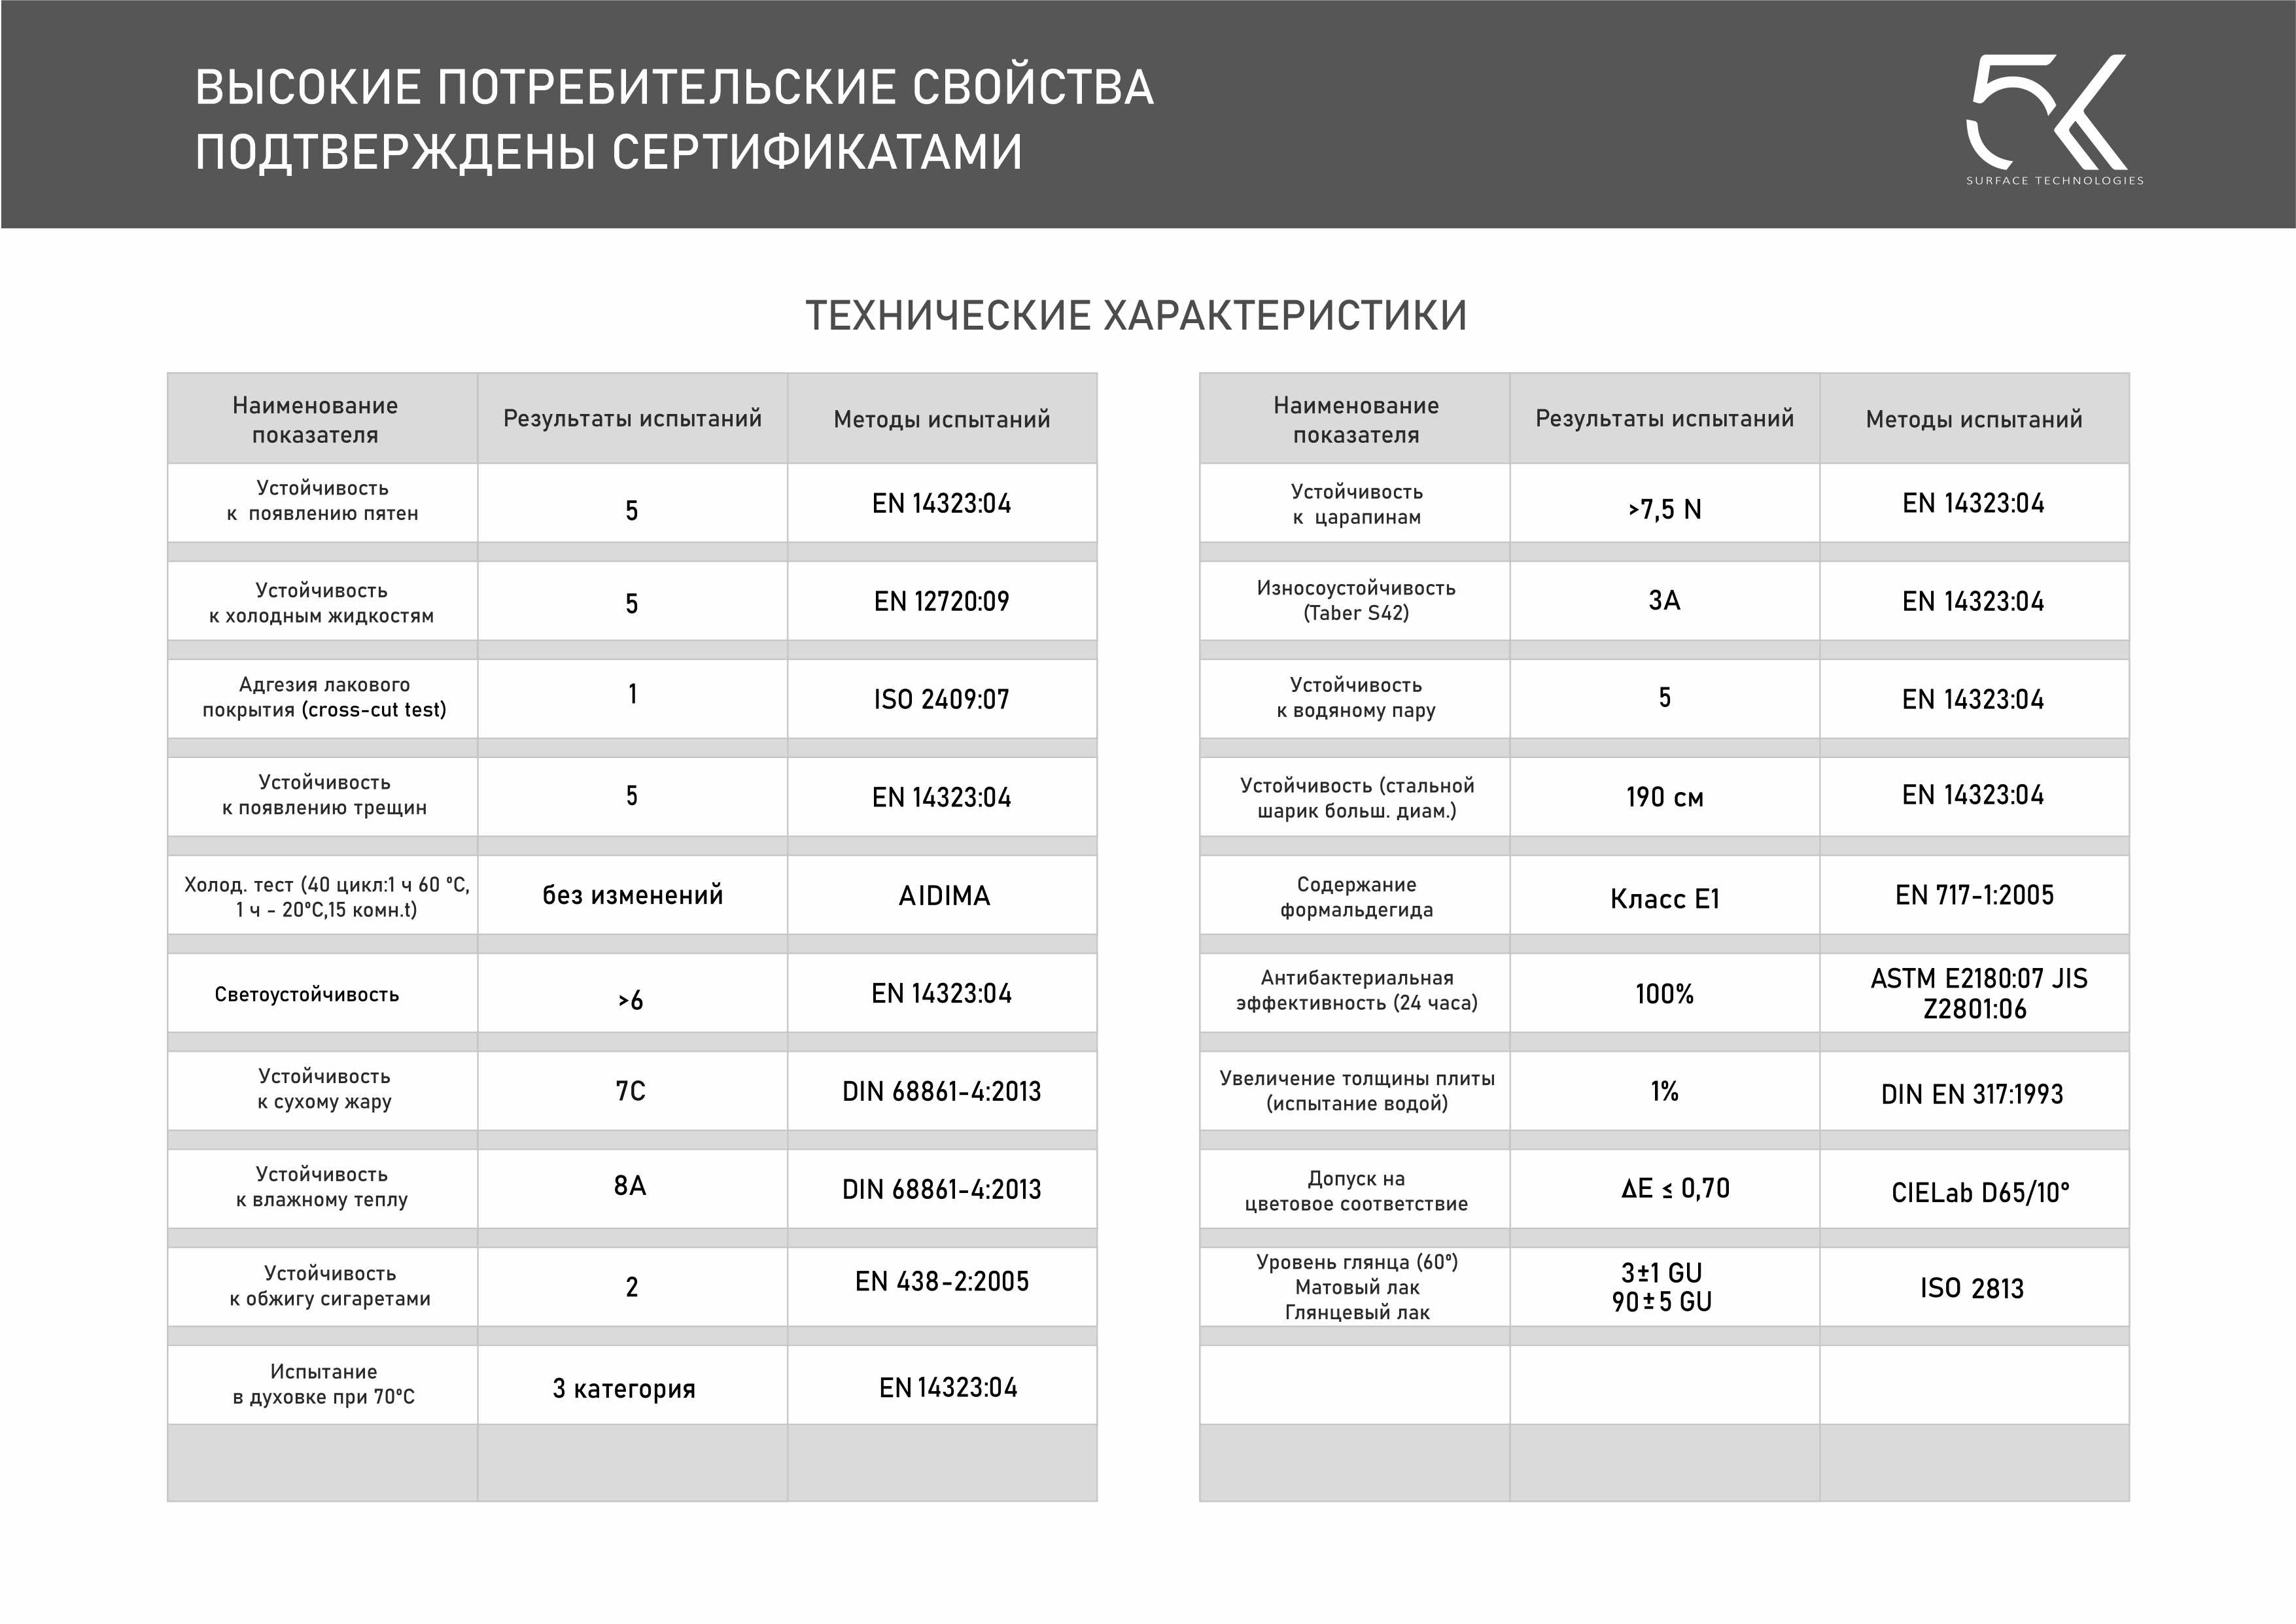 ВЫСОКИЕ ПОТРЕБИТЕЛЬСКИЕ СВОЙСТВА
ПОДТВЕРЖДЕНЫ СЕРТИФИКАТАМИ
5K
SURFACE TECHNOLOGIES
ТЕХНИЧЕСКИЕ ХАРАКТЕРИСТИКИ
Наименование
показателя
Результаты испытаний
Методы испытаний
Устойчивость
к появлению пятен
5
EN 14323:04
Устойчивость
к холодным жидкостям
5
EN 12720:09
Адгезия лакового
покрытия (cross-cut test)
1
ISO 2409:07
Устойчивость
к появлению трещин
5
EN 14323:04
Холод. тест (40 цикл:1 ч 60 °C,
1 ч - 20°C,15 комн.t)
без изменений
AIDIMA
Светоустойчивость
>6
EN 14323:04
Устойчивость
к сухому жару
7C
DIN 68861-4:2013
Устойчивость
к влажному теплу
8A
DIN 68861-4:2013
Устойчивость
к обжигу сигаретами
2
EN 438-2:2005
Испытание
в духовке при 70°C
3 категория
EN 14323:04
Наименование
показателя
Результаты испытаний
Методы испытаний
Устойчивость
к царапинам
>7,5 N
EN 14323:04
Износоустойчивость
(Taber S42)
3A
EN 14323:04
Устойчивость
к водяному пару
5
EN 14323:04
Устойчивость (стальной
шарик больш. диам.)
190 см
EN 14323:04
Содержание
формальдегида
Класс E1
EN 717-1:2005
Антибактериальная
эффективность (24 часа)
100%
ASTM E2180:07 JIS
Z2801:06
Увеличение толщины плиты
(испытание водой)
1%
DIN EN 317:1993
Допуск на
цветовое соответствие
ΔE ≤ 0,70
CIELab D65/10°
Уровень глянца (60°)
Матовый лак
Глянцевый лак
3±1 GU
90±5 GU
ISO 2813